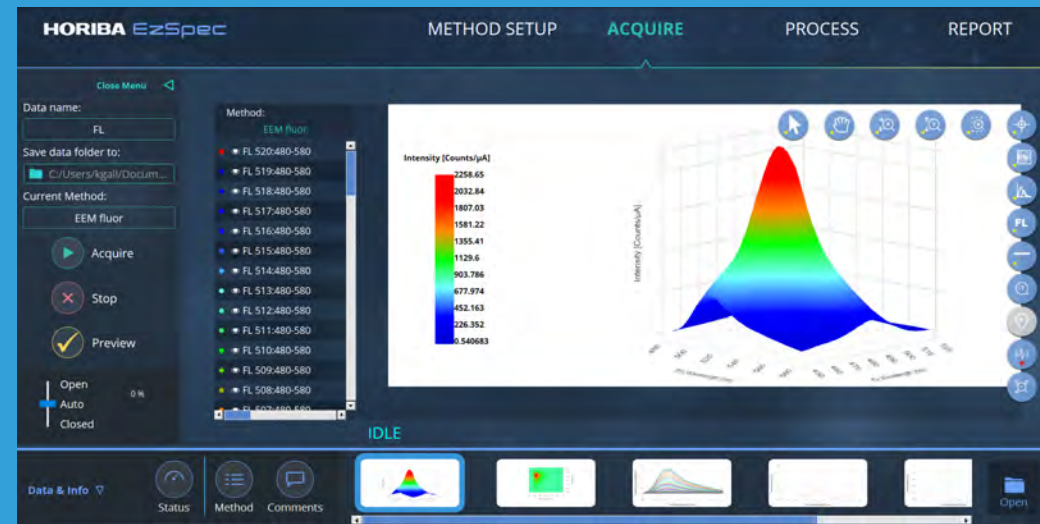 HORIBA EzSpec
METHOD SETUP
ACQUIRE
PROCESS
REPORT
Close Menu
Data name:
FL
Save data folder to:
C:/Users/kgall/Docum...
Current Method:
EEM fluor
Acquire
Stop
Preview
Open
Auto
Closed
0 %
Method:
EEM fluor
FL 520:480-580
FL 519:480-580
FL 518:480-580
FL 517:480-580
FL 516:480-580
FL 515:480-580
FL 514:480-580
FL 513:480-580
FL 512:480-580
FL 511:480-580
FL 510:480-580
FL 509:480-580
FL 508:480-580
FL 507:480-580
Intensity [Counts/µA]
2258.65
2032.84
1807.03
1581.22
1355.41
1129.6
903.786
677.974
452.163
226.352
0.540683
Intensity [Counts/µA]
FL
IDLE
Data & Info
Status
Method
Comments
Open